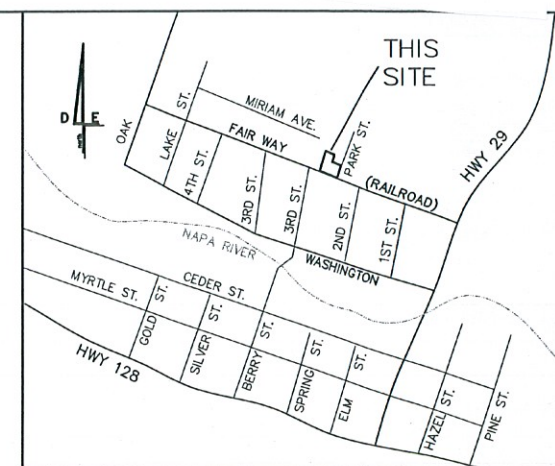 THIS
SITE
D E
north
OAK
LAKE ST.
MIRIAM AVE.
FAIR WAY
PARK ST.
HWY 29
(RAILROAD)
4TH ST.
3RD ST.
3RD ST.
2ND ST.
1ST ST.
NAPA RIVER
WASHINGTON
CEDER ST.
MYRTLE ST.
GOLD ST.
SILVER ST.
BERRY ST.
SPRING ST.
ELM ST.
HAZEL ST.
PINE ST.
HWY 128